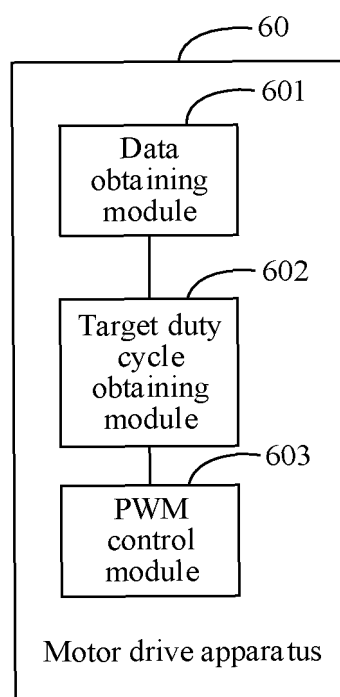 60
601
Data
obtaining
module
602
Target duty
cycle
obtaining
module
603
PWM
control
module
Motor drive apparatus